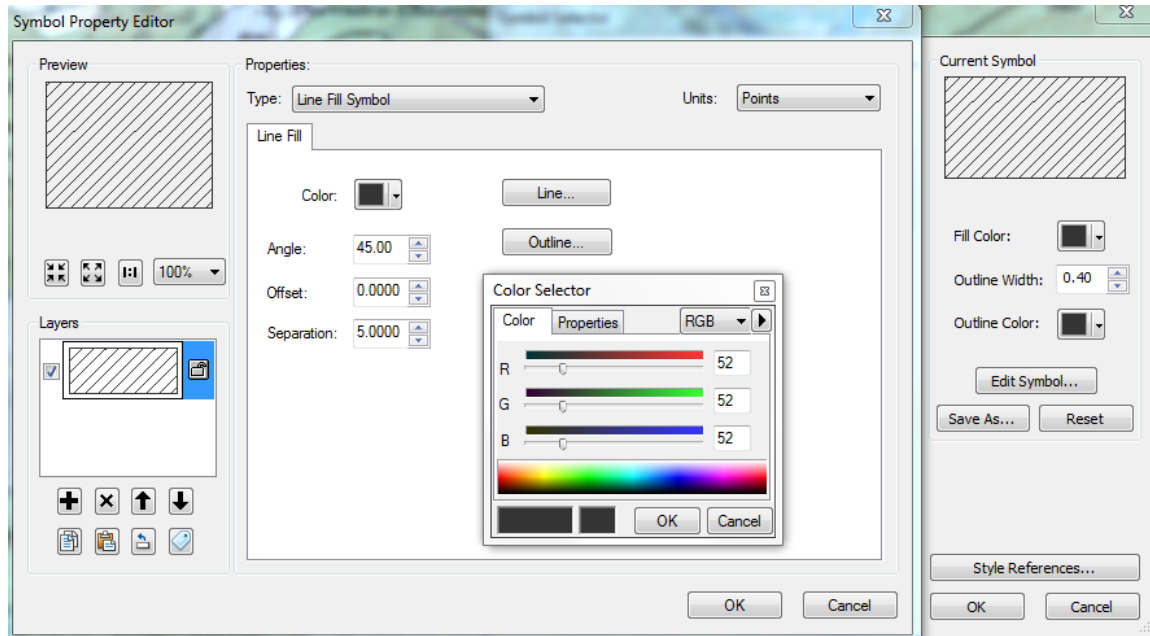 Symbol Property Editor
Preview
100%
Layers
Properties:
Type: Line Fill Symbol
Units: Points
Line Fill
Color:
Line...
Angle: 45.00
Outline...
Offset: 0.0000
Separation: 5.0000
Color Selector
Color Properties RGB
R 52
G 52
B 52
OK Cancel
OK Cancel
Current Symbol
Fill Color:
Outline Width: 0.40
Outline Color:
Edit Symbol...
Save As... Reset
Style References...
OK Cancel